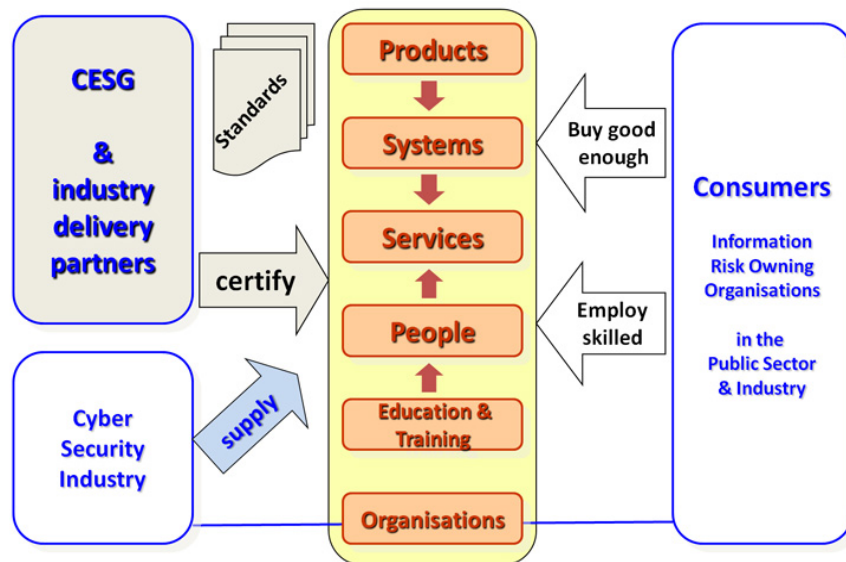 CESG
&
industry
delivery
partners
Standards
certify
Cyber
Security
Industry
supply
Products
Systems
Services
People
Education &
Training
Organisations
Buy good
enough
Employ
skilled
Consumers
Information
Risk Owning
Organisations
in the
Public Sector
& Industry